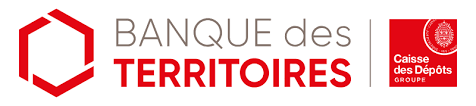 BANQUE des
TERRITOIRES
Caisse
des Dépôts
GROUPE